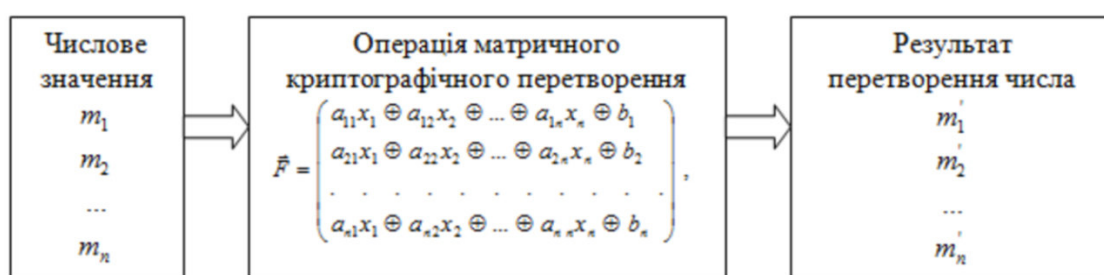 Числове
значення
m₁
m₂
...
mₙ
Операція матричного
криптографічного перетворення
F̄ =
a₁₁x₁ ⊕ a₁₂x₂ ⊕ ... ⊕ a₁ₙxₙ ⊕ b₁
a₂₁x₁ ⊕ a₂₂x₂ ⊕ ... ⊕ a₂ₙxₙ ⊕ b₂
. . . . . . . . . .
aₙ₁x₁ ⊕ aₙ₂x₂ ⊕ ... ⊕ aₙₙxₙ ⊕ bₙ
,
Результат
перетворення числа
m₁'
m₂'
...
mₙ'